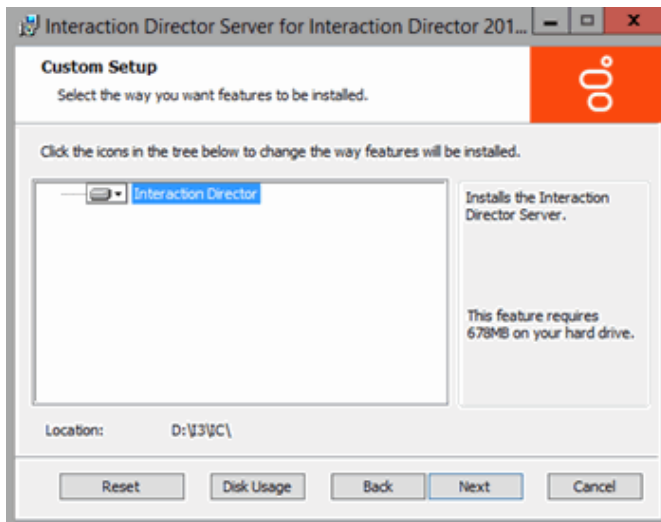 Interaction Director Server for Interaction Director 201...
Custom Setup
Select the way you want features to be installed.
Click the icons in the tree below to change the way features will be installed.
Interaction Director
Installs the Interaction
Director Server.
This feature requires
678MB on your hard drive.
Location: D:\I3\IC\
Reset Disk Usage Back Next Cancel